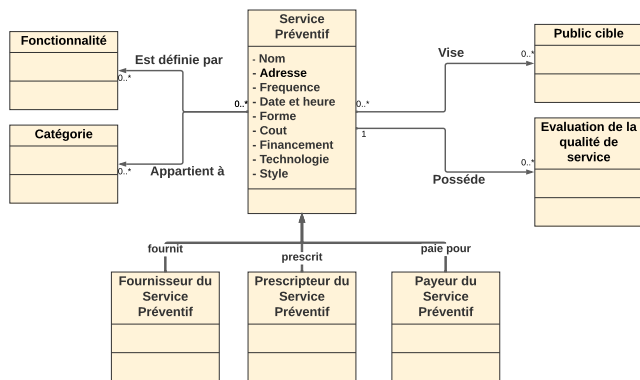 Service
Préventif
- Nom
- Adresse
- Frequence
- Date et heure
- Forme
- Cout
- Financement
- Technologie
- Style
Fonctionnalité
Est définie par
0..*
0..*
Catégorie
0..*
Appartient à
Public cible
Vise
0..*
0..*
1
Evaluation de la
qualité de
service
0..*
Posséde
fournit
prescrit
paie pour
Fournisseur du
Service
Préventif
Prescripteur du
Service
Préventif
Payeur du
Service
Préventif